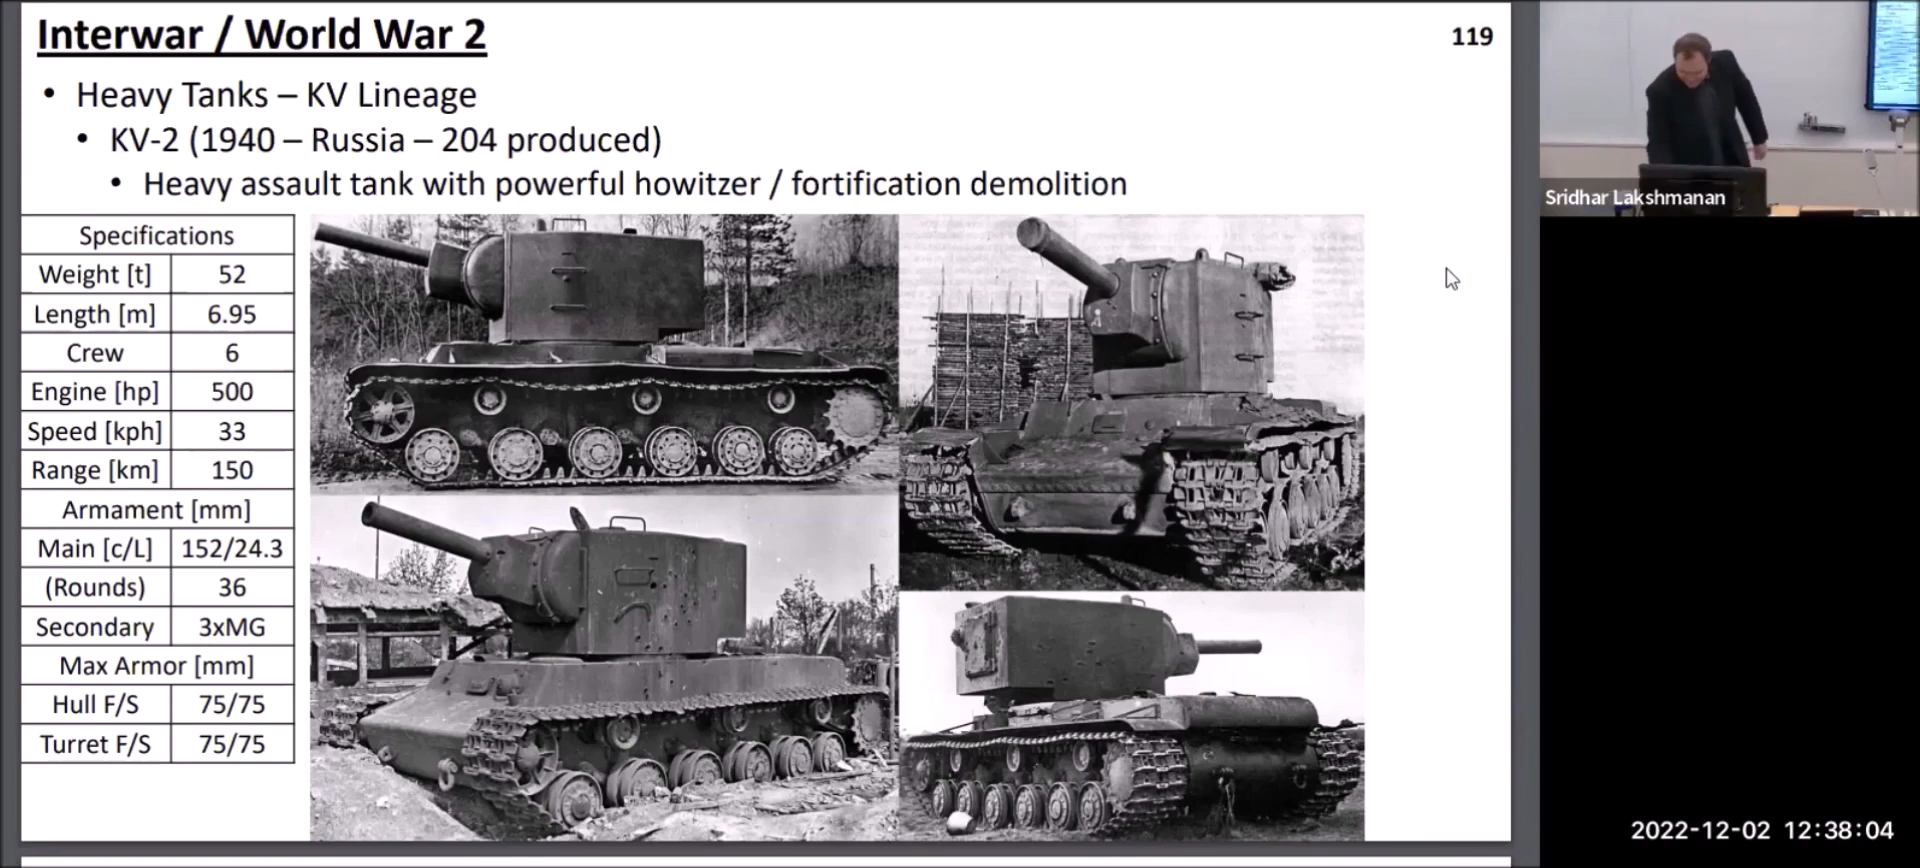 Interwar / World War 2
119
• Heavy Tanks – KV Lineage
• KV-2 (1940 – Russia – 204 produced)
• Heavy assault tank with powerful howitzer / fortification demolition
Specifications
Weight [t] 52
Length [m] 6.95
Crew 6
Engine [hp] 500
Speed [kph] 33
Range [km] 150
Armament [mm]
Main [c/L] 152/24.3
(Rounds) 36
Secondary 3xMG
Max Armor [mm]
Hull F/S 75/75
Turret F/S 75/75
Sridhar Lakshmanan
2022-12-02 12:38:04